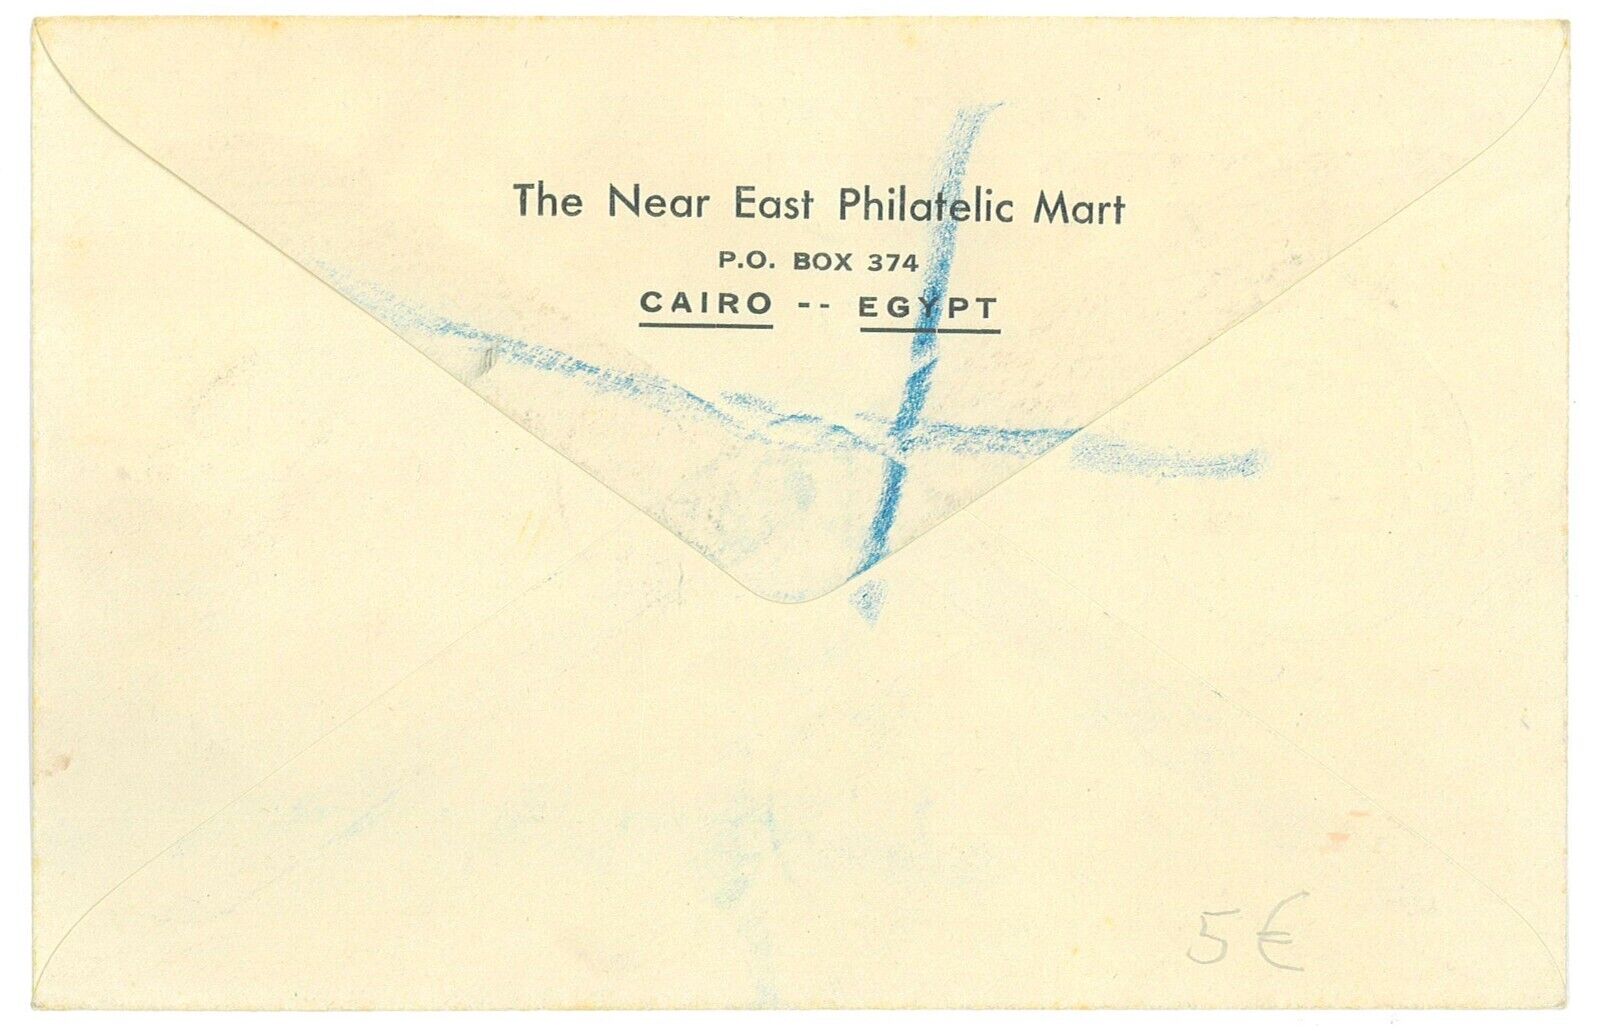 The Near East Philatelic Mart
P.O. BOX 374
CAIRO -- EGYPT
5€